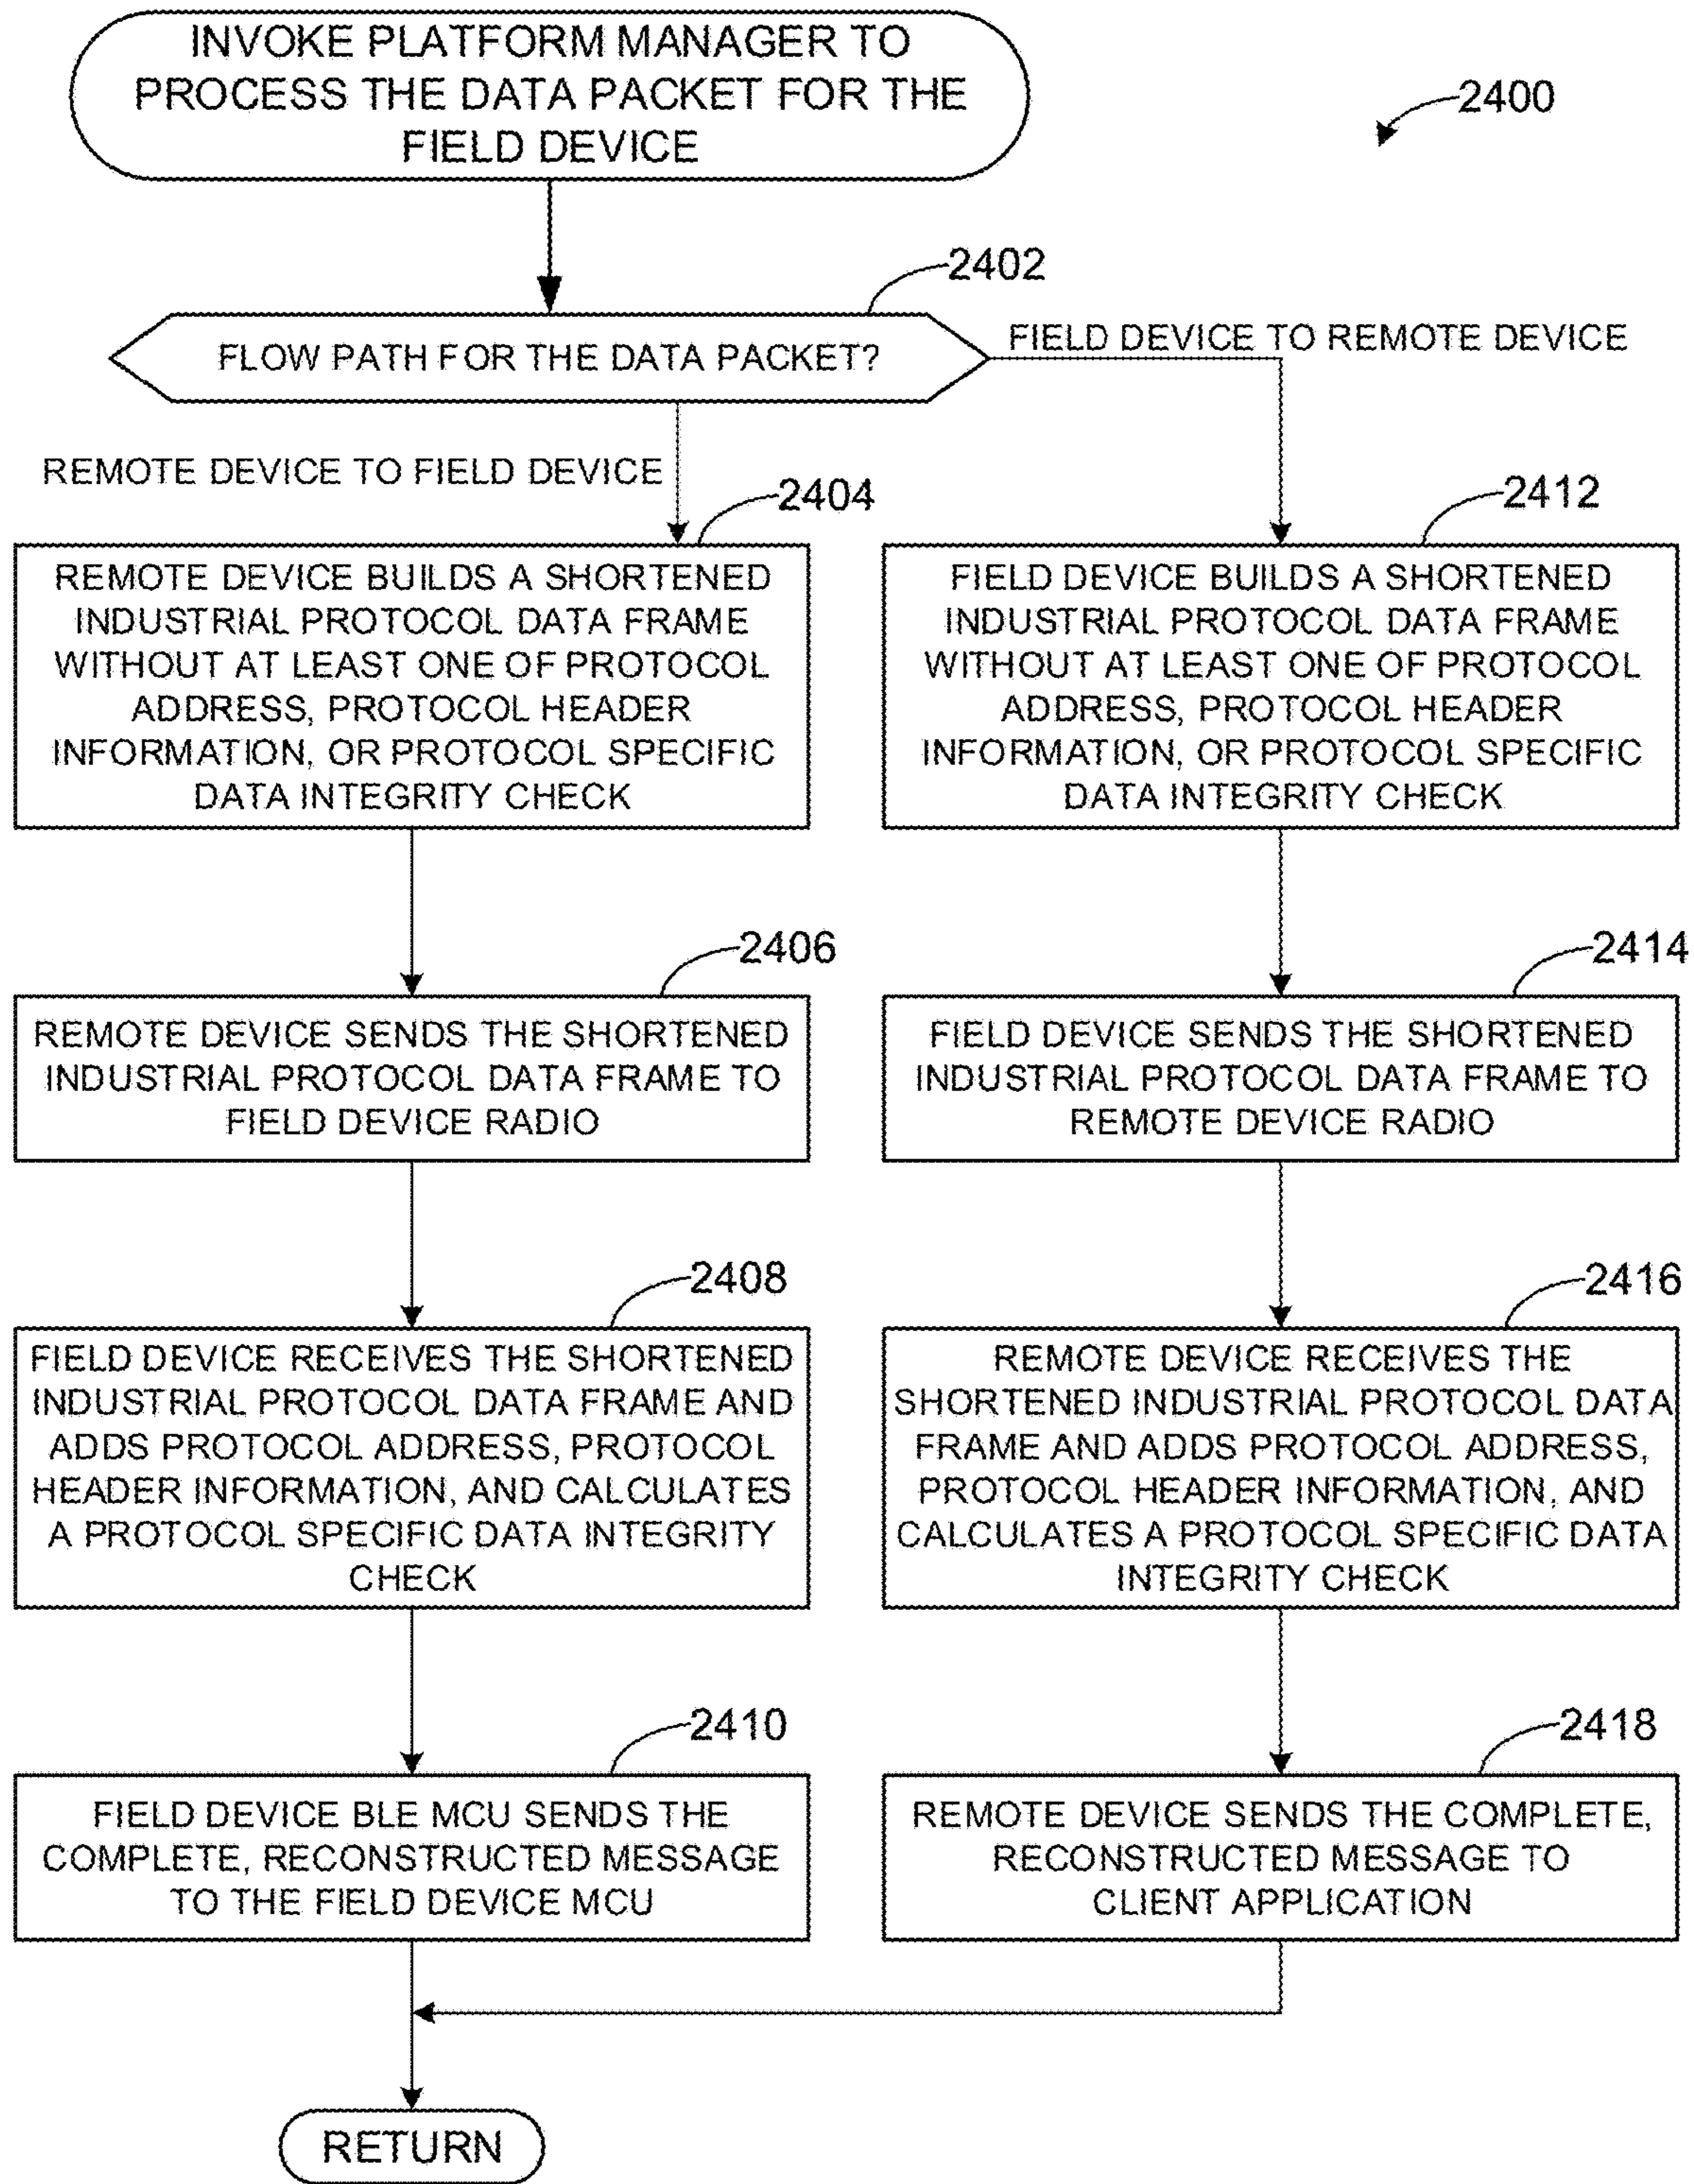 INVOKE PLATFORM MANAGER TO
PROCESS THE DATA PACKET FOR THE
FIELD DEVICE
2400
2402
FLOW PATH FOR THE DATA PACKET?
FIELD DEVICE TO REMOTE DEVICE
REMOTE DEVICE TO FIELD DEVICE
2404
REMOTE DEVICE BUILDS A SHORTENED
INDUSTRIAL PROTOCOL DATA FRAME
WITHOUT AT LEAST ONE OF PROTOCOL
ADDRESS, PROTOCOL HEADER
INFORMATION, OR PROTOCOL SPECIFIC
DATA INTEGRITY CHECK
2406
REMOTE DEVICE SENDS THE SHORTENED
INDUSTRIAL PROTOCOL DATA FRAME TO
FIELD DEVICE RADIO
2408
FIELD DEVICE RECEIVES THE SHORTENED
INDUSTRIAL PROTOCOL DATA FRAME AND
ADDS PROTOCOL ADDRESS, PROTOCOL
HEADER INFORMATION, AND CALCULATES
A PROTOCOL SPECIFIC DATA INTEGRITY
CHECK
2410
FIELD DEVICE BLE MCU SENDS THE
COMPLETE, RECONSTRUCTED MESSAGE
TO THE FIELD DEVICE MCU
2412
FIELD DEVICE BUILDS A SHORTENED
INDUSTRIAL PROTOCOL DATA FRAME
WITHOUT AT LEAST ONE OF PROTOCOL
ADDRESS, PROTOCOL HEADER
INFORMATION, OR PROTOCOL SPECIFIC
DATA INTEGRITY CHECK
2414
FIELD DEVICE SENDS THE SHORTENED
INDUSTRIAL PROTOCOL DATA FRAME TO
REMOTE DEVICE RADIO
2416
REMOTE DEVICE RECEIVES THE
SHORTENED INDUSTRIAL PROTOCOL DATA
FRAME AND ADDS PROTOCOL ADDRESS,
PROTOCOL HEADER INFORMATION, AND
CALCULATES A PROTOCOL SPECIFIC DATA
INTEGRITY CHECK
2418
REMOTE DEVICE SENDS THE COMPLETE,
RECONSTRUCTED MESSAGE TO
CLIENT APPLICATION
RETURN